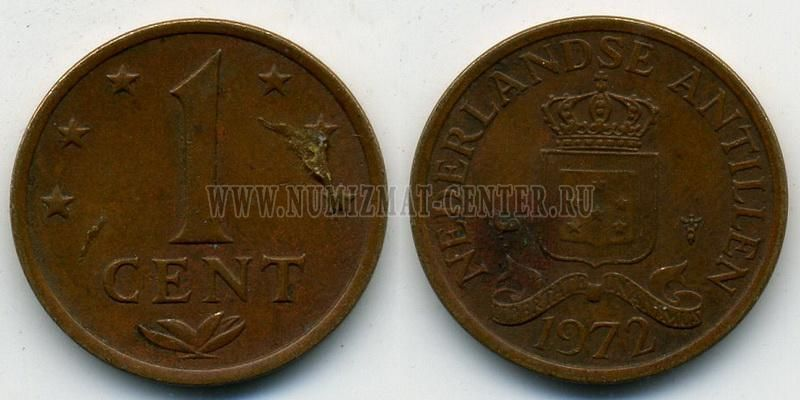 1
CENT
NEDERLANDSE ANTILLEN
1972
WWW.NUMIZMAT-CENTER.RU